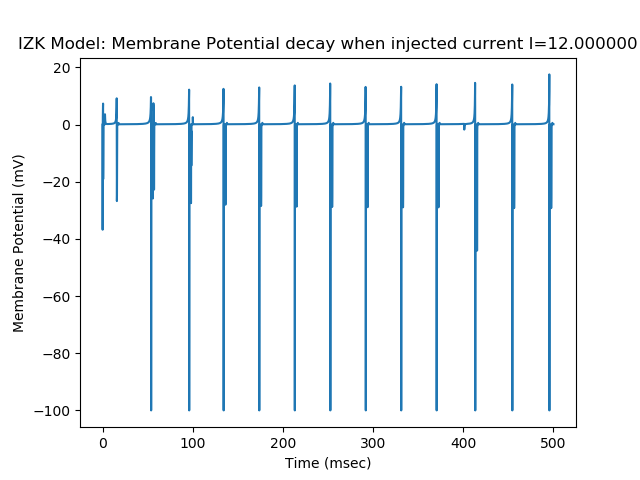 IZK Model: Membrane Potential decay when injected current I=12.000000
20
0
−20
−40
−60
−80
−100
Membrane Potential (mV)
0 100 200 300 400 500
Time (msec)